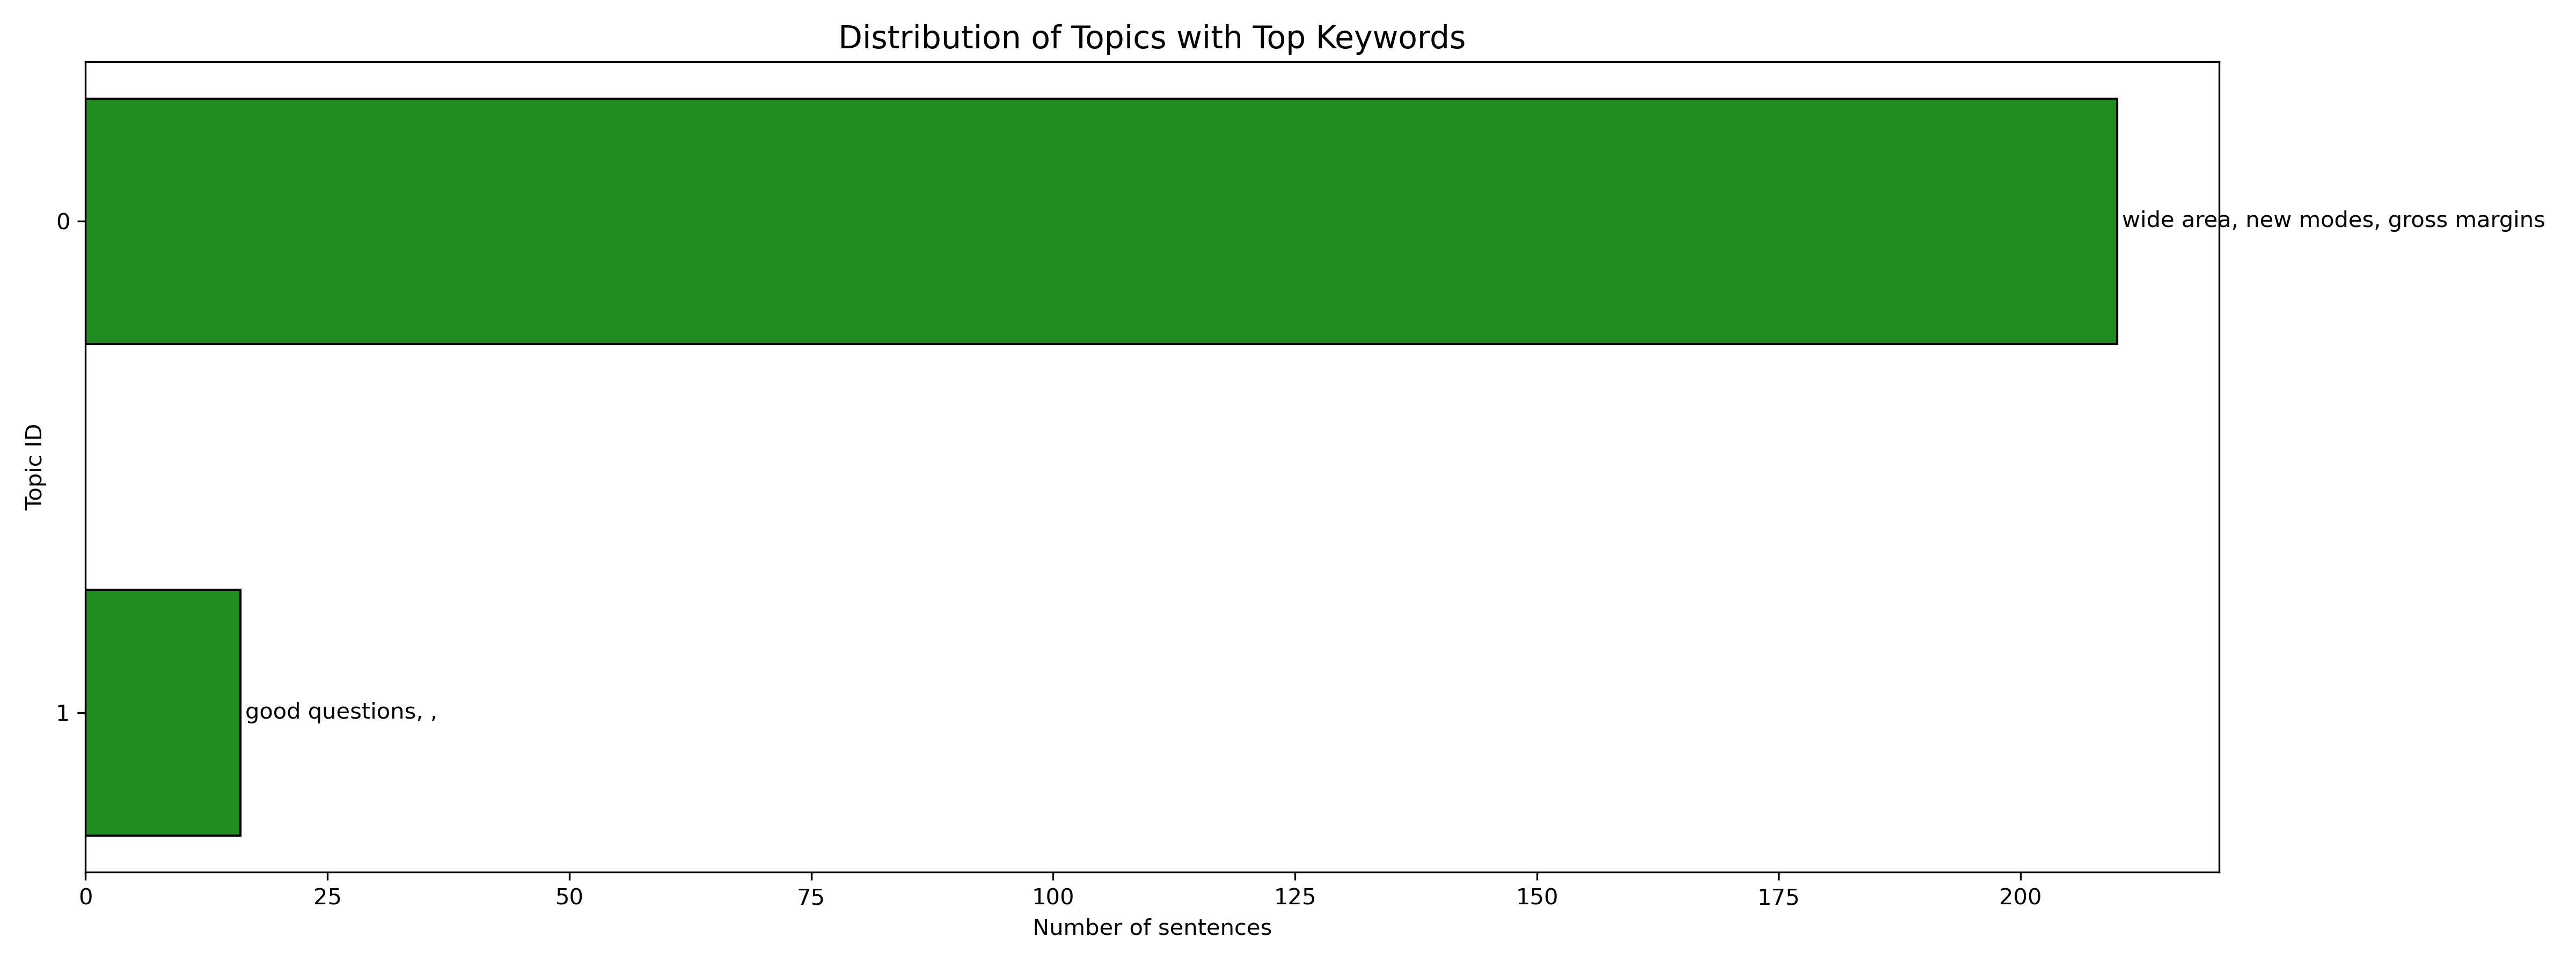 Distribution of Topics with Top Keywords
0
wide area, new modes, gross margins
Topic ID
1
good questions, ,
0 25 50 75 100 125 150 175 200
Number of sentences